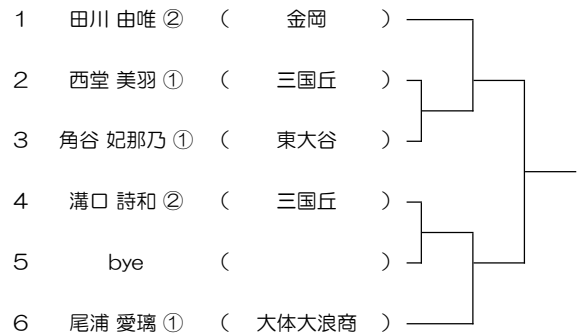 1 田川 由唯 ② ( 金岡 )
2 西堂 美羽 ① ( 三国丘 )
3 角谷 妃那乃 ① ( 東大谷 )
4 溝口 詩和 ② ( 三国丘 )
5 bye ( )
6 尾浦 愛璃 ① ( 大体大浪商 )